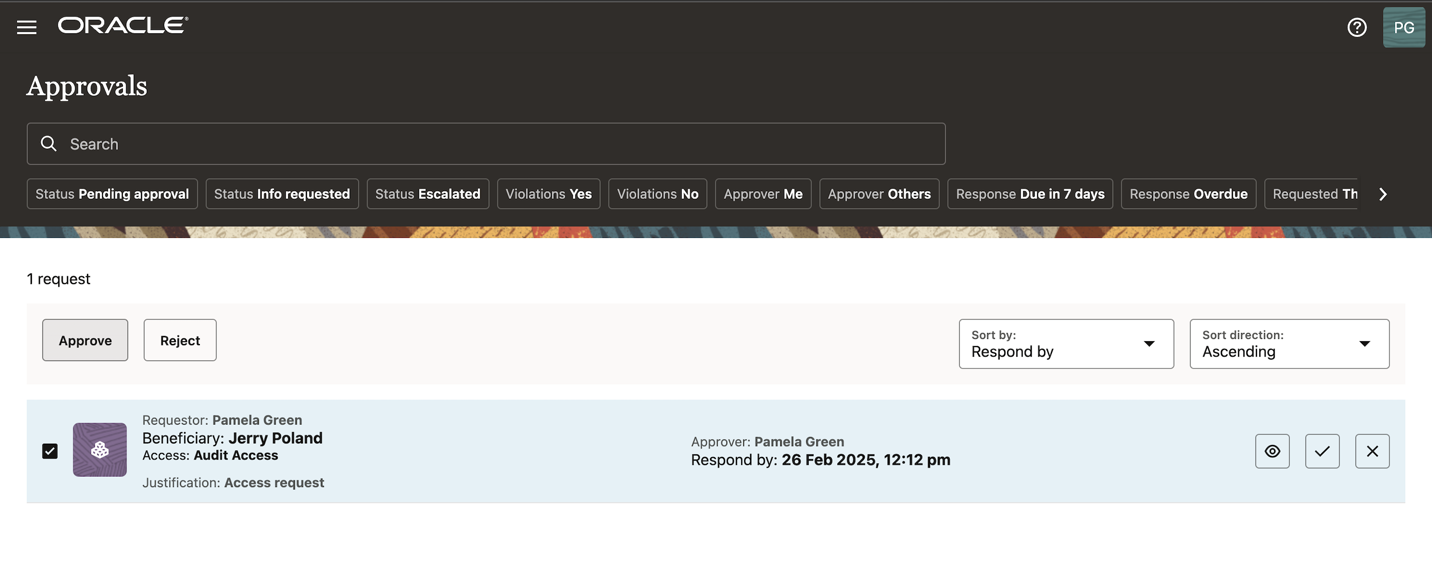 ORACLE®
PG
Approvals
Search
Status Pending approval Status Info requested Status Escalated Violations Yes Violations No Approver Me Approver Others Response Due in 7 days Response Overdue Requested Th
1 request
Approve Reject
Sort by:
Respond by
Sort direction:
Ascending
Requestor: Pamela Green
Beneficiary: Jerry Poland
Access: Audit Access
Justification: Access request
Approver: Pamela Green
Respond by: 26 Feb 2025, 12:12 pm